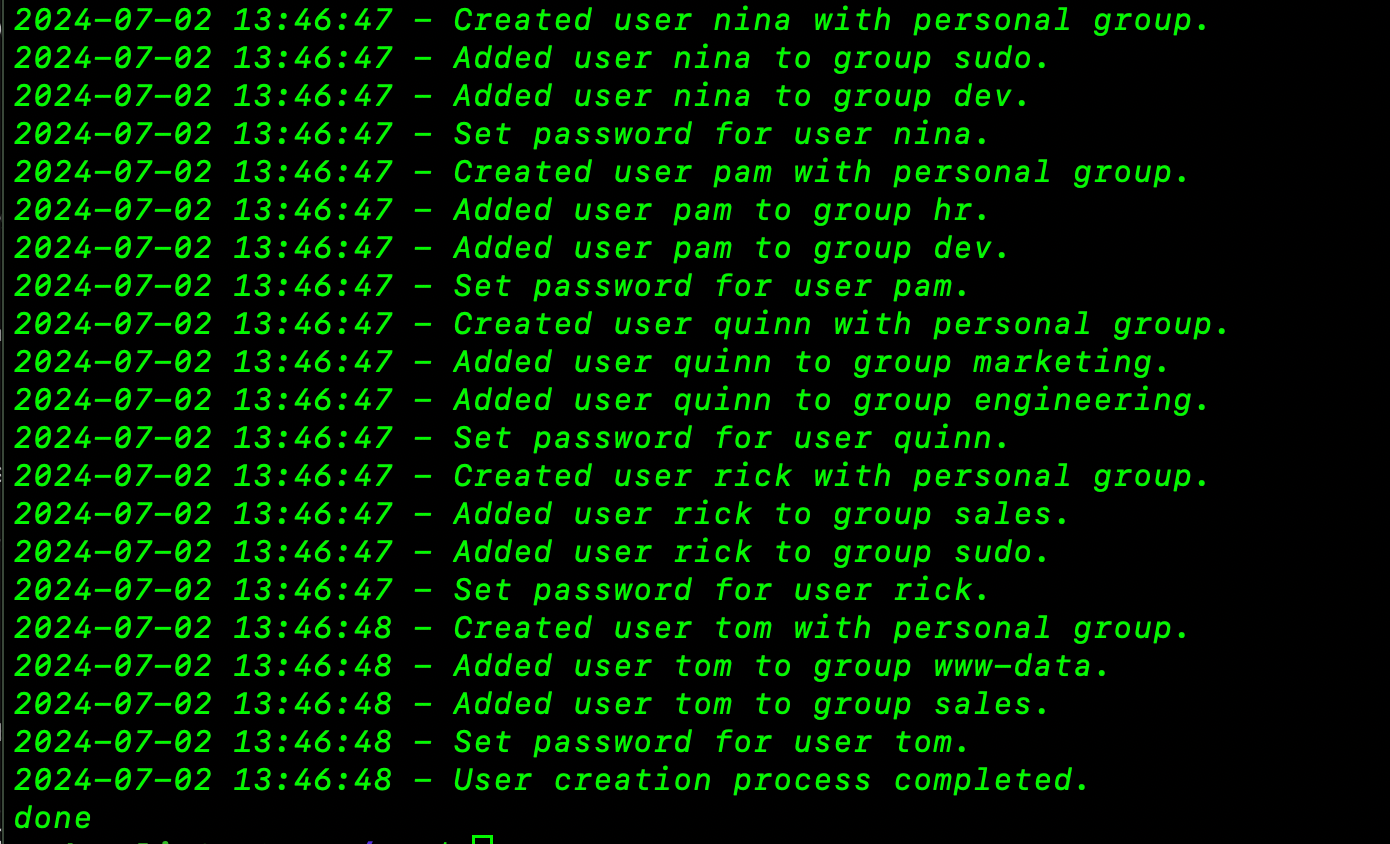 2024-07-02 13:46:47 - Created user nina with personal group.
2024-07-02 13:46:47 - Added user nina to group sudo.
2024-07-02 13:46:47 - Added user nina to group dev.
2024-07-02 13:46:47 - Set password for user nina.
2024-07-02 13:46:47 - Created user pam with personal group.
2024-07-02 13:46:47 - Added user pam to group hr.
2024-07-02 13:46:47 - Added user pam to group dev.
2024-07-02 13:46:47 - Set password for user pam.
2024-07-02 13:46:47 - Created user quinn with personal group.
2024-07-02 13:46:47 - Added user quinn to group marketing.
2024-07-02 13:46:47 - Added user quinn to group engineering.
2024-07-02 13:46:47 - Set password for user quinn.
2024-07-02 13:46:47 - Created user rick with personal group.
2024-07-02 13:46:47 - Added user rick to group sales.
2024-07-02 13:46:47 - Added user rick to group sudo.
2024-07-02 13:46:47 - Set password for user rick.
2024-07-02 13:46:48 - Created user tom with personal group.
2024-07-02 13:46:48 - Added user tom to group www-data.
2024-07-02 13:46:48 - Added user tom to group sales.
2024-07-02 13:46:48 - Set password for user tom.
2024-07-02 13:46:48 - User creation process completed.
done